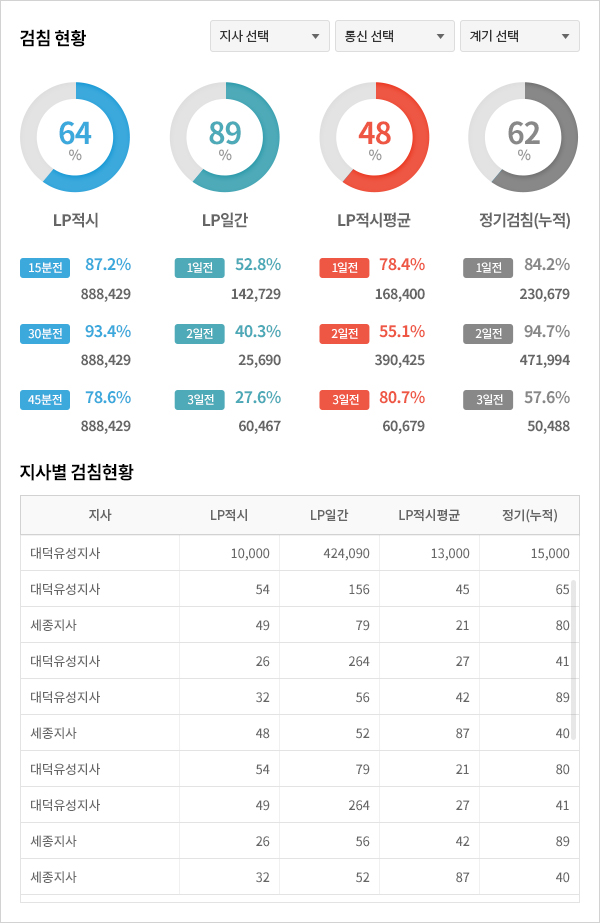 검침 현황 지사 선택 통신 선택 계기 선택
64 89 48 62
% % % %
LP적시 LP일간 LP적시평균 정기검침(누적)
15분전 87.2% 1일전 52.8% 1일전 78.4% 1일전 84.2%
888,429 142,729 168,400 230,679
30분전 93.4% 2일전 40.3% 2일전 55.1% 2일전 94.7%
888,429 25,690 390,425 471,994
45분전 78.6% 3일전 27.6% 3일전 80.7% 3일전 57.6%
888,429 60,467 60,679 50,488
지사별 검침현황
지사 LP적시 LP일간 LP적시평균 정기(누적)
대덕유성지사 10,000 424,090 13,000 15,000
대덕유성지사 54 156 45 65
세종지사 49 79 21 80
대덕유성지사 26 264 27 41
대덕유성지사 32 56 42 89
세종지사 48 52 87 40
대덕유성지사 54 79 21 80
대덕유성지사 49 264 27 41
세종지사 26 56 42 89
세종지사 32 52 87 40